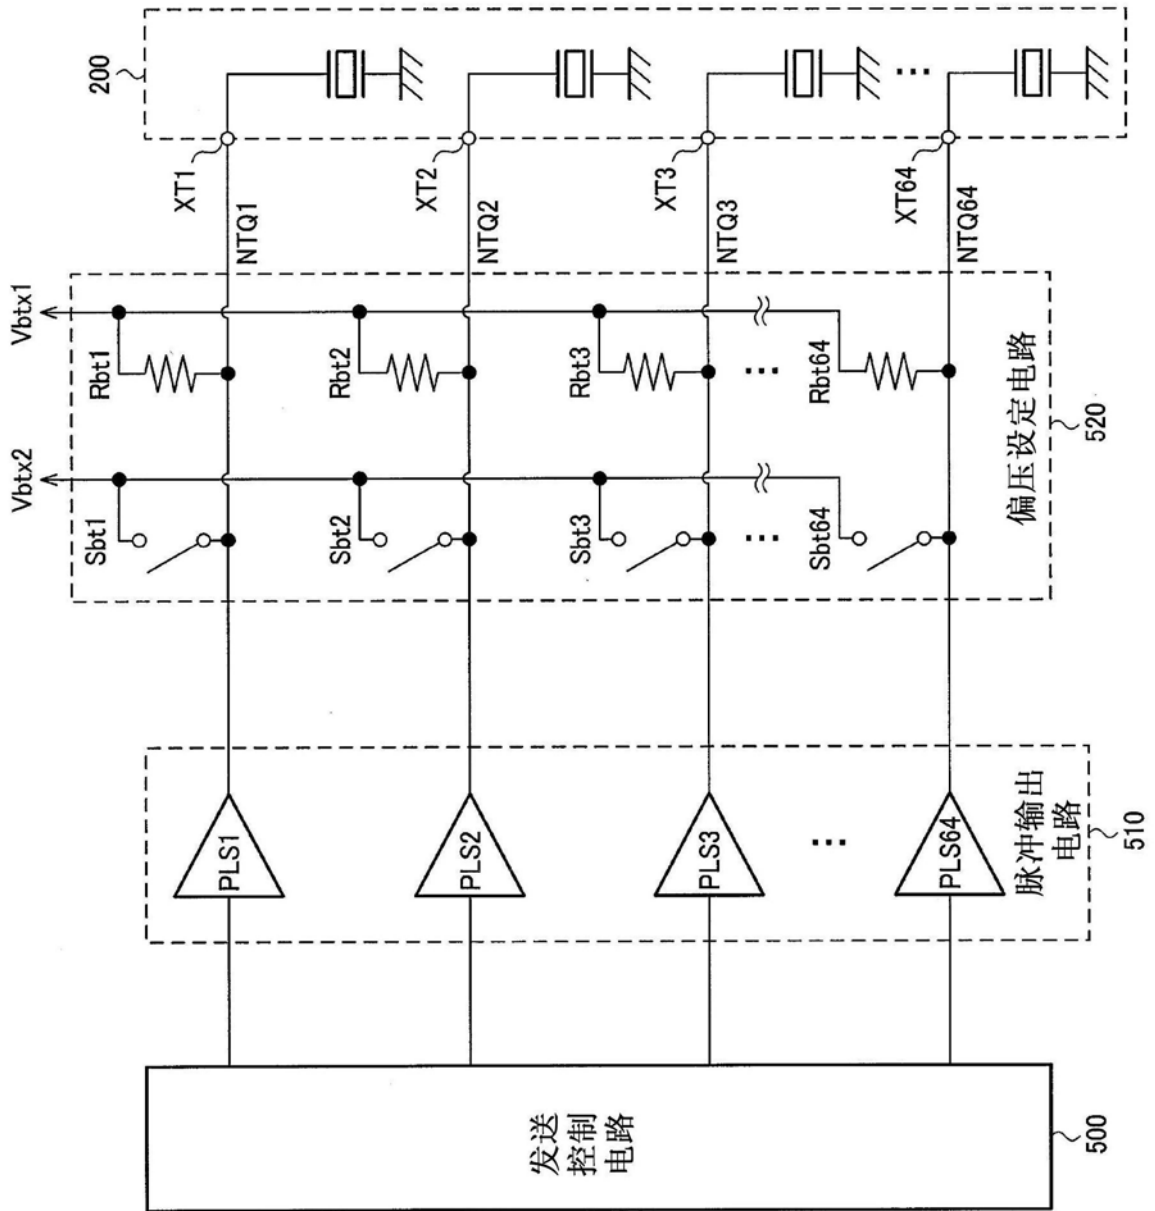 200
XT1
XT2
XT3
XT64
NTQ1
NTQ2
NTQ3
NTQ64
Vbtx1
Rbt1
Rbt2
Rbt3
Rbt64
Vbtx2
Sbt1
Sbt2
Sbt3
Sbt64
偏压设定电路
520
PLS1
PLS2
PLS3
PLS64
脉冲输出
电路
510
发送
控制
电路
500